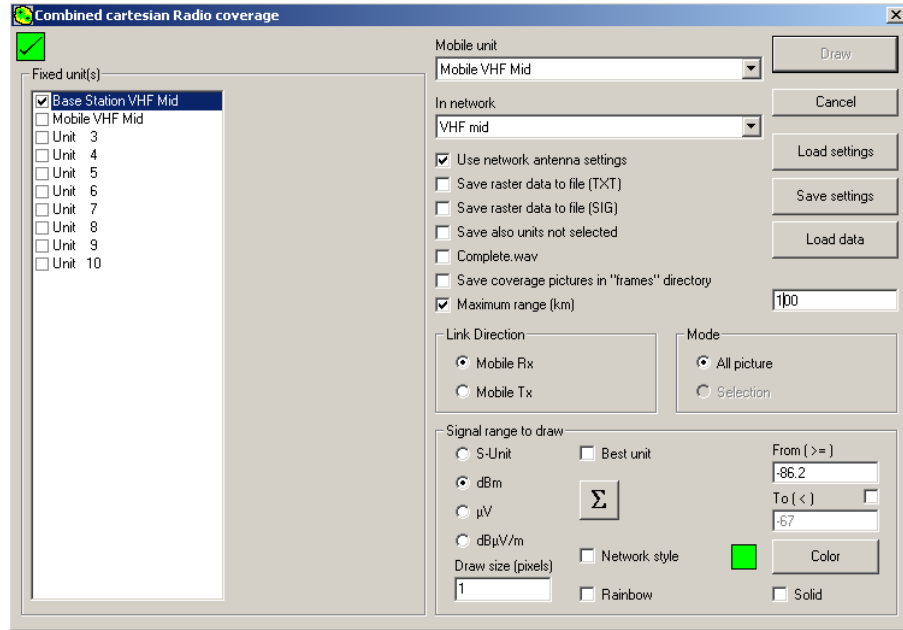 Combined cartesian Radio coverage
Fixed unit(s)
Base Station VHF Mid
Mobile VHF Mid
Unit 3
Unit 4
Unit 5
Unit 6
Unit 7
Unit 8
Unit 9
Unit 10
Mobile unit
Mobile VHF Mid
In network
VHF mid
Use network antenna settings
Save raster data to file (TXT)
Save raster data to file (SIG)
Save also units not selected
Complete.wav
Save coverage pictures in "frames" directory
Maximum range (km)
100
Draw
Cancel
Load settings
Save settings
Load data
Link Direction
Mobile Rx
Mobile Tx
Mode
All picture
Selection
Signal range to draw
S-Unit
dBm
µV
dBµV/m
Draw size (pixels)
1
Best unit
Σ
Network style
Rainbow
From ( >= )
-86.2
To ( < )
-67
Color
Solid